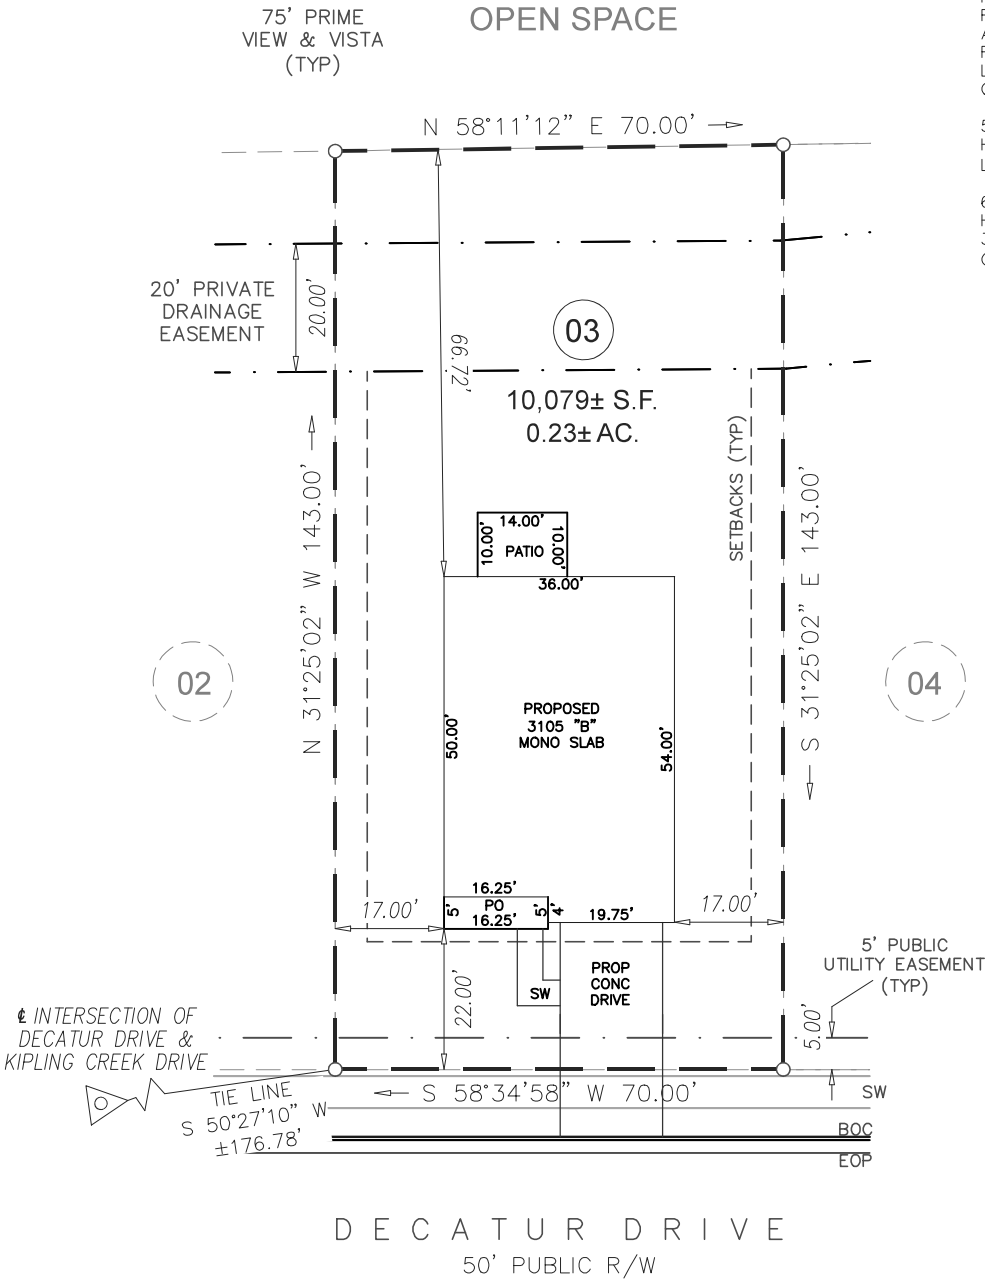 75' PRIME
VIEW & VISTA
(TYP)
OPEN SPACE
N 58°11'12" E 70.00'
20' PRIVATE
DRAINAGE
EASEMENT
20.00'
66.72'
03
10,079± S.F.
0.23± AC.
SETBACKS (TYP)
N 31°25'02" W 143.00'
S 31°25'02" E 143.00'
14.00'
10.00'
PATIO
10.00'
36.00'
02
04
PROPOSED
3105 "B"
MONO SLAB
50.00'
54.00'
16.25'
5'
PO
5'
4'
16.25'
19.75'
17.00'
17.00'
22.00'
SW
PROP
CONC
DRIVE
5' PUBLIC
UTILITY EASEMENT
(TYP)
5.00'
℄ INTERSECTION OF
DECATUR DRIVE &
KIPLING CREEK DRIVE
TIE LINE
S 50°27'10" W
±176.78'
S 58°34'58" W 70.00'
SW
BOC
EOP
DECATUR DRIVE
50' PUBLIC R/W